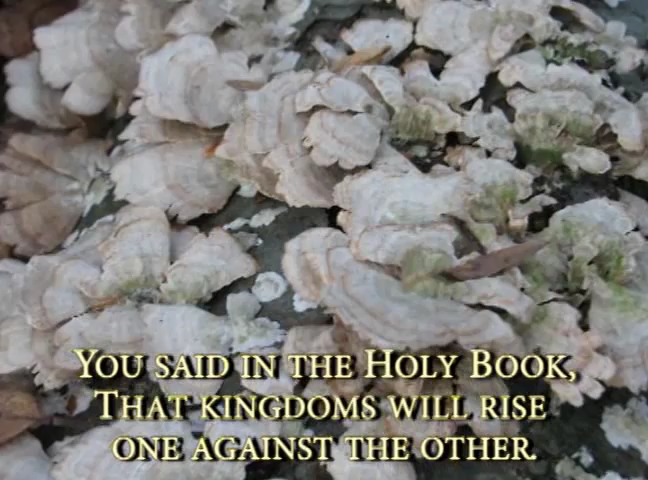 You said in the Holy Book,
That kingdoms will rise
one against the other.